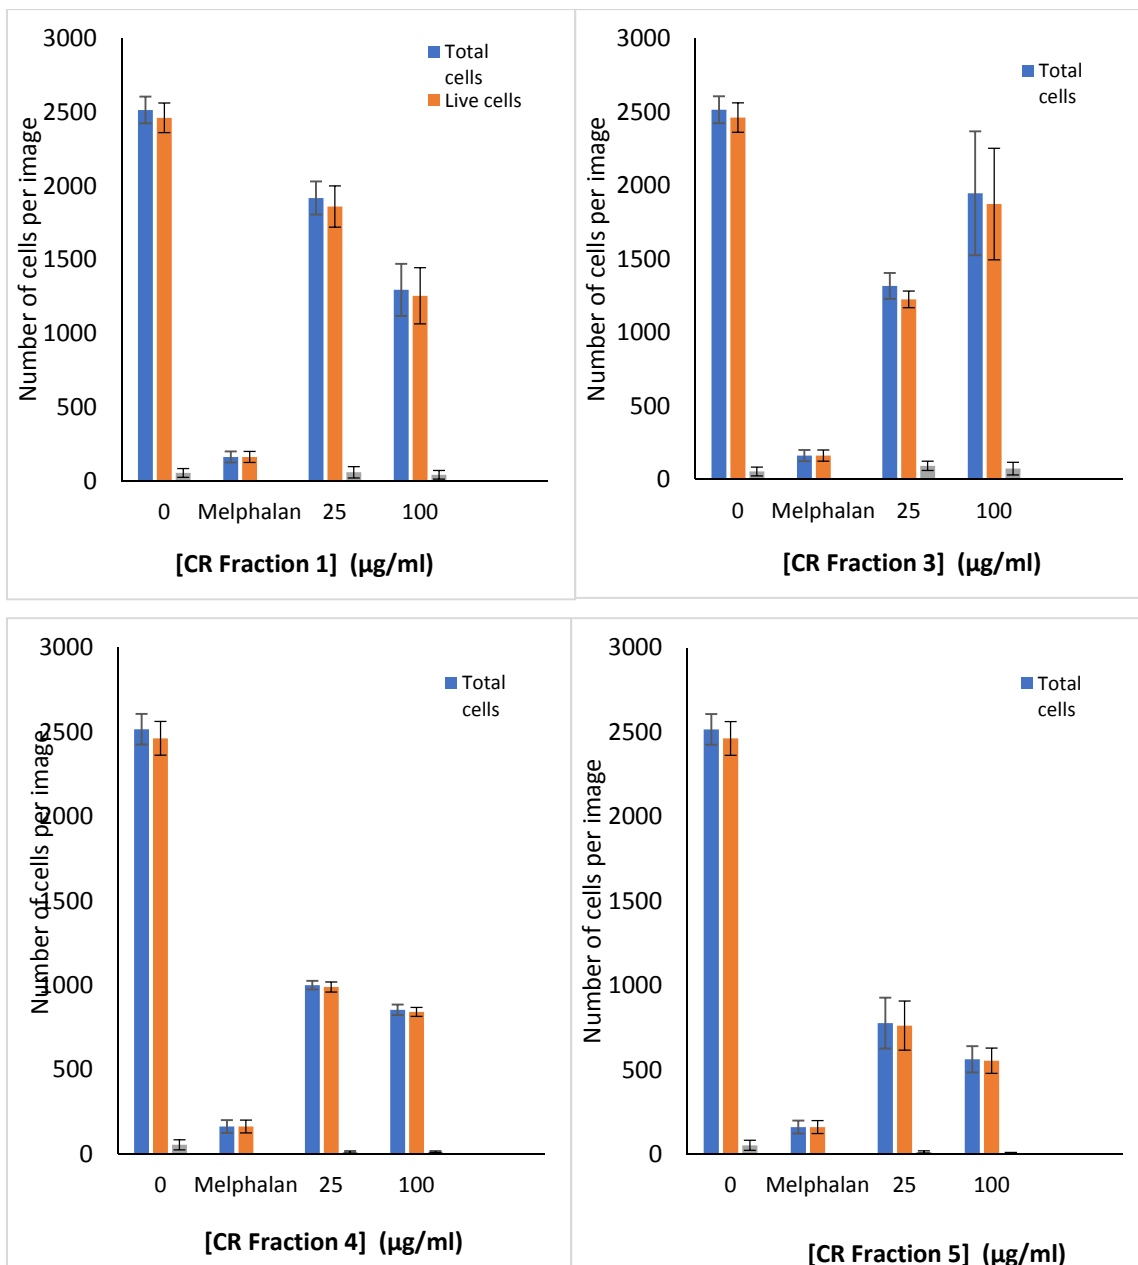 3000
2500
2000
1500
1000
500
0
Number of cells per image
Total
cells
Live cells
0 Melphalan 25 100
[CR Fraction 1] (µg/ml)
3000
2500
2000
1500
1000
500
0
Number of cells per image
Total
cells
0 Melphalan 25 100
[CR Fraction 3] (µg/ml)
3000
2500
2000
1500
1000
500
0
Number of cells per image
Total
cells
0 Melphalan 25 100
[CR Fraction 4] (µg/ml)
3000
2500
2000
1500
1000
500
0
Number of cells per image
Total
cells
0 Melphalan 25 100
[CR Fraction 5] (µg/ml)